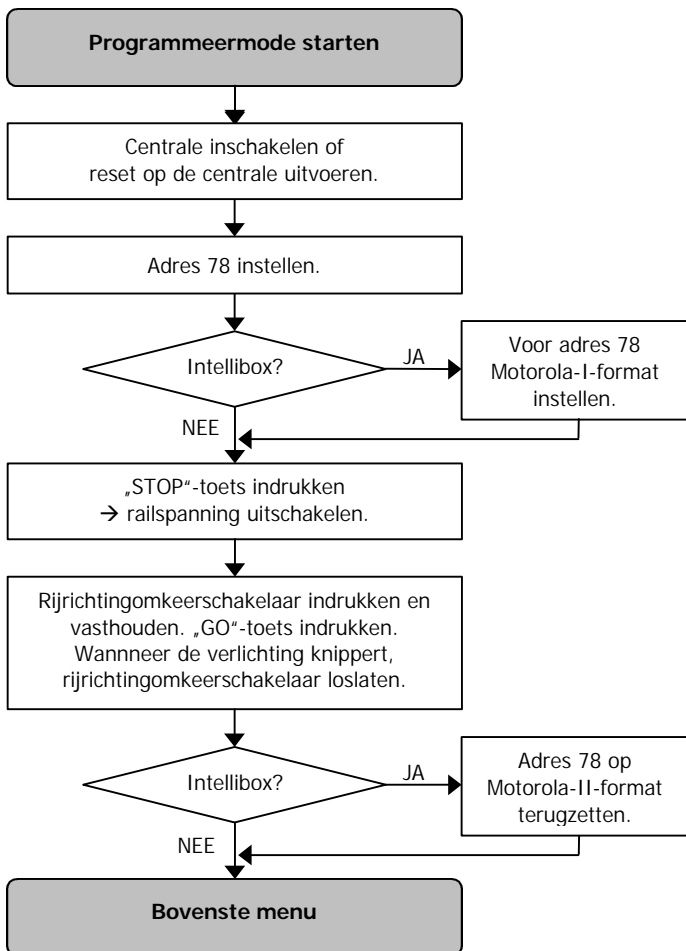 Programmeermode starten
Centrale inschakelen of
reset op de centrale uitvoeren.
Adres 78 instellen.
Intellibox?
JA
Voor adres 78
Motorola-I-format
instellen.
NEE
„STOP“-toets indrukken
→ railspanning uitschakelen.
Rijrichtingomkeerschakelaar indrukken en
vasthouden. „GO“-toets indrukken.
Wannneer de verlichting knippert,
rijrichtingomkeerschakelaar loslaten.
Intellibox?
JA
Adres 78 op
Motorola-II-format
terugzetten.
NEE
Bovenste menu